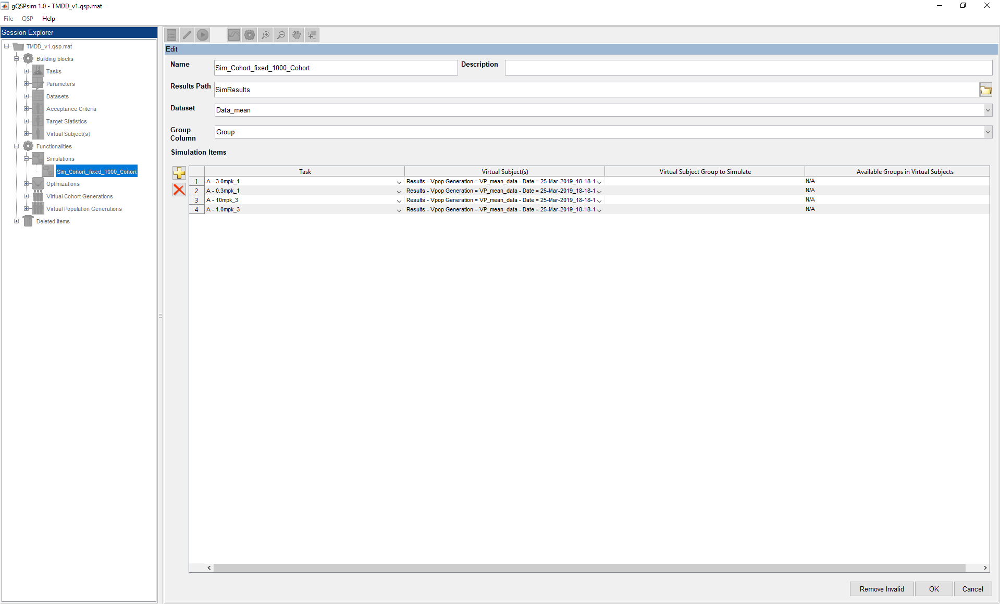 gQSPsim 1.0 - TMDD_v1.qsp.mat
File QSP Help
Session Explorer
TMDD_v1.qsp.mat
Building blocks
Tasks
Parameters
Datasets
Acceptance Criteria
Target Statistics
Virtual Subject(s)
Functionalities
Simulations
Sim_Cohort_fixed_1000_Cohort
Optimizations
Virtual Cohort Generations
Virtual Population Generations
Deleted Items
Edit
Name Sim_Cohort_fixed_1000_Cohort Description
Results Path SimResults
Dataset Data_mean
Group Column Group
Simulation Items
Task Virtual Subject(s) Virtual Subject Group to Simulate Available Groups in Virtual Subjects
1 A - 3.0mpk_1 Results - Vpop Generation = VP_mean_data - Date = 25-Mar-2019_18-18-1 N/A
2 A - 0.3mpk_1 Results - Vpop Generation = VP_mean_data - Date = 25-Mar-2019_18-18-1 N/A
3 A - 10mpk_3 Results - Vpop Generation = VP_mean_data - Date = 25-Mar-2019_18-18-1 N/A
4 A - 1.0mpk_3 Results - Vpop Generation = VP_mean_data - Date = 25-Mar-2019_18-18-1 N/A
Remove Invalid OK Cancel